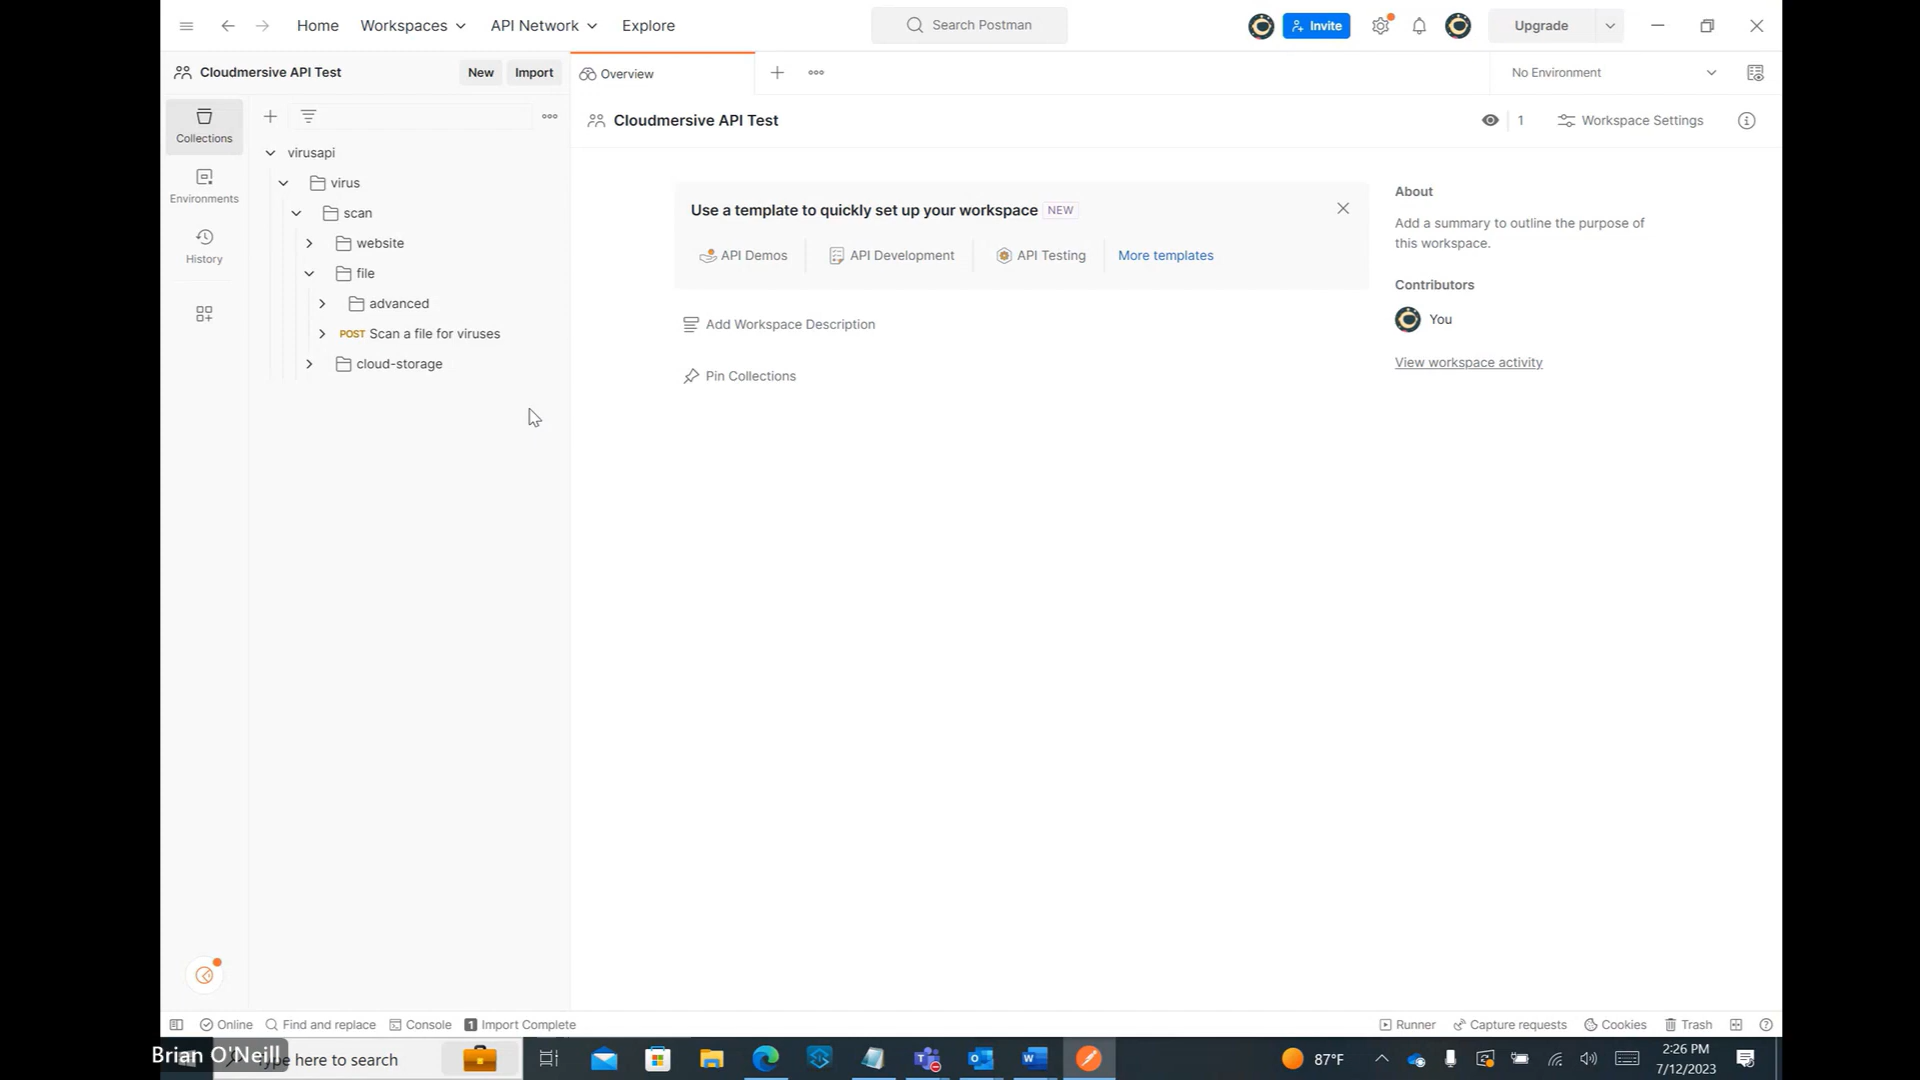 Home Workspaces API Network Explore Search Postman Invite Upgrade
Cloudmersive API Test New Import Overview No Environment
Collections
Environments
History
virusapi
virus
scan
website
file
advanced
POST Scan a file for viruses
cloud-storage
Cloudmersive API Test 1 Workspace Settings
Use a template to quickly set up your workspace NEW
API Demos API Development API Testing More templates
Add Workspace Description
Pin Collections
About
Add a summary to outline the purpose of
this workspace.
Contributors
You
View workspace activity
Online Find and replace Console 1 Import Complete Runner Capture requests Cookies Trash
Brian O'Neill
ype here to search
87°F
2:26 PM
7/12/2023